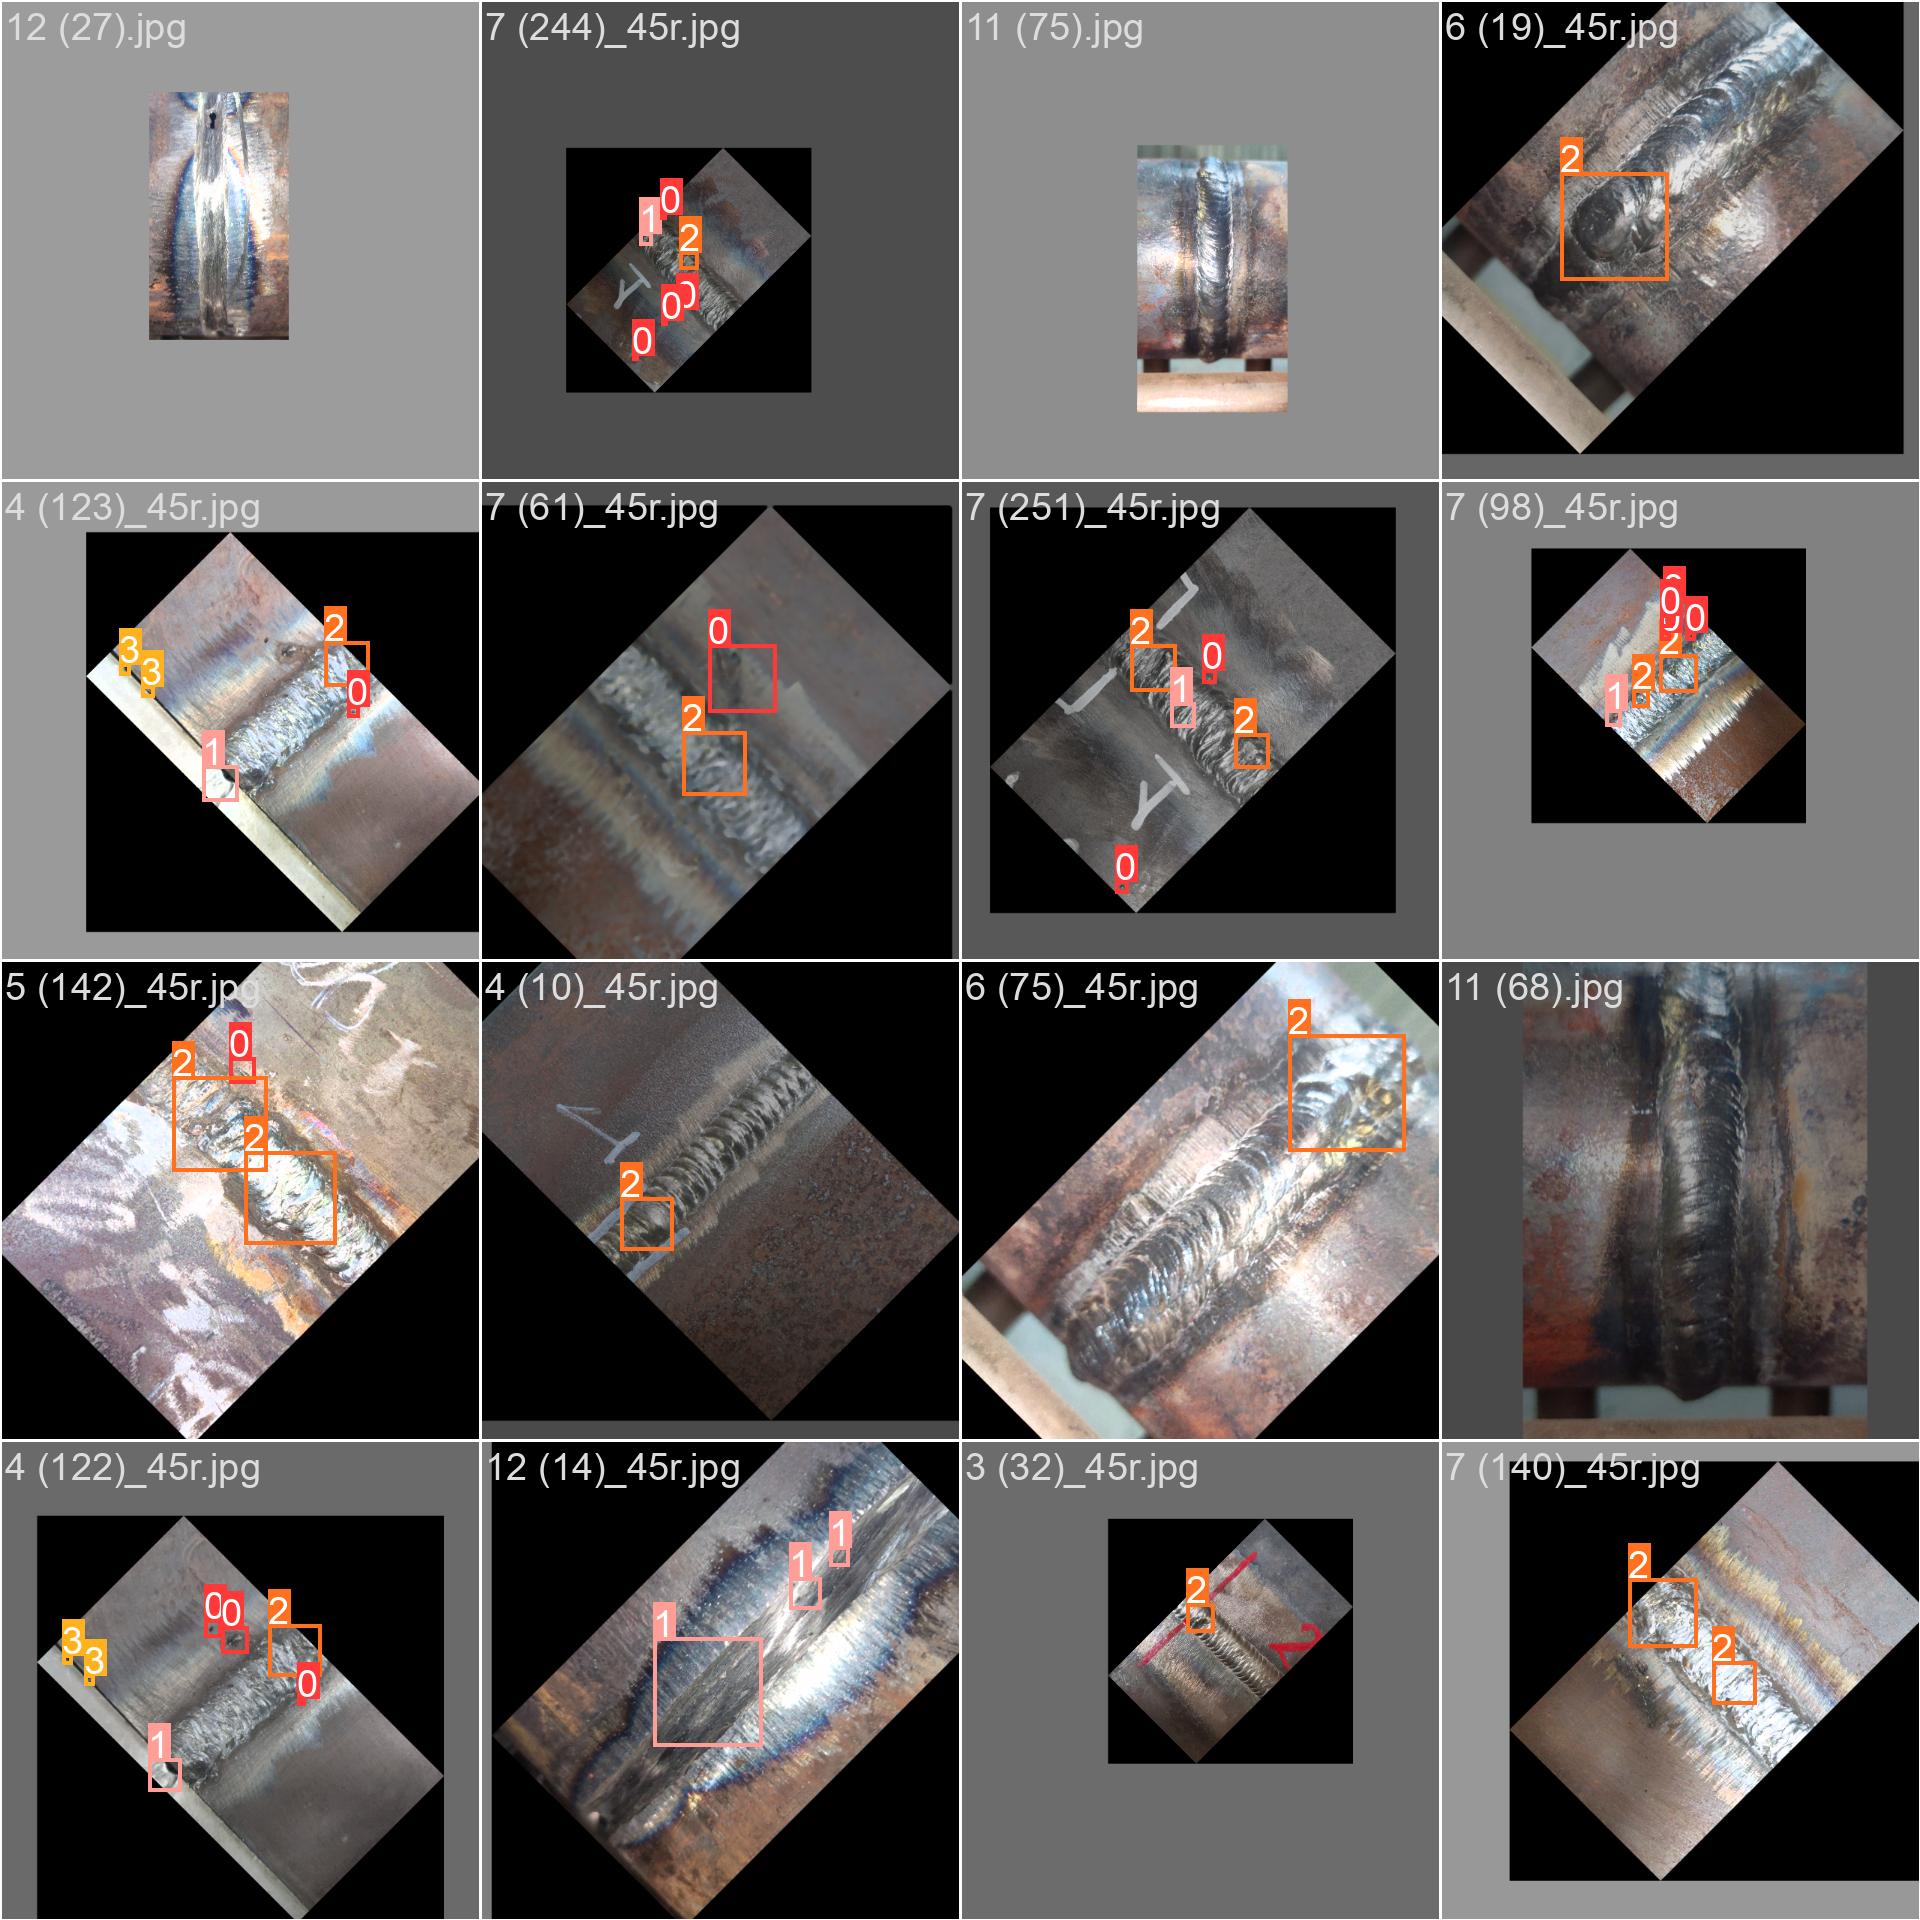 12 (27).jpg
7 (244)_45r.jpg
11 (75).jpg
6 (19)_45r.jpg
0
1
2
0
0
0
2
4 (123)_45r.jpg
7 (61)_45r.jpg
7 (251)_45r.jpg
7 (98)_45r.jpg
3
3
2
0
1
0
2
2
0
1
2
0
0
0
2
2
1
5 (142)_45r.jpg
4 (10)_45r.jpg
6 (75)_45r.jpg
11 (68).jpg
0
2
2
2
2
4 (122)_45r.jpg
12 (14)_45r.jpg
3 (32)_45r.jpg
7 (140)_45r.jpg
0
0
2
3
3
0
1
1
1
1
2
2
2